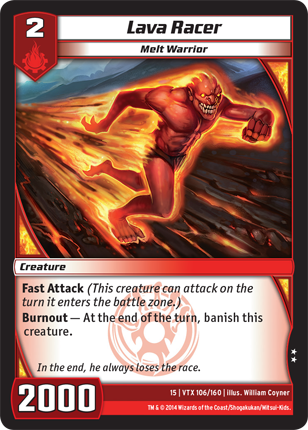 2
Lava Racer
Melt Warrior
Creature
Fast Attack (This creature can attack on the
turn it enters the battle zone.)
Burnout — At the end of the turn, banish this
creature.
In the end, he always loses the race.
2000
15 | VTX 106/160 | Illus. William Coyner
TM & © 2014 Wizards of the Coast/Shogakukan/Mitsui-Kids.